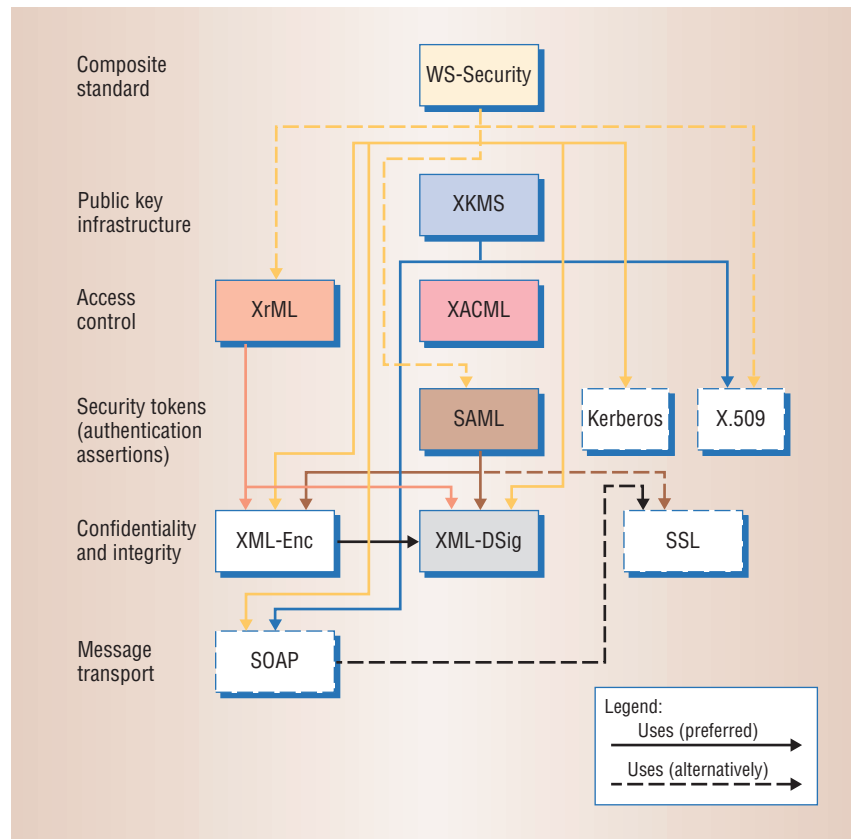 Composite
standard
WS-Security
Public key
infrastructure
XKMS
Access
control
XrML
XACML
Security tokens
(authentication
assertions)
SAML
Kerberos
X.509
Confidentiality
and integrity
XML-Enc
XML-DSig
SSL
Message
transport
SOAP
Legend:
Uses (preferred)
Uses (alternatively)